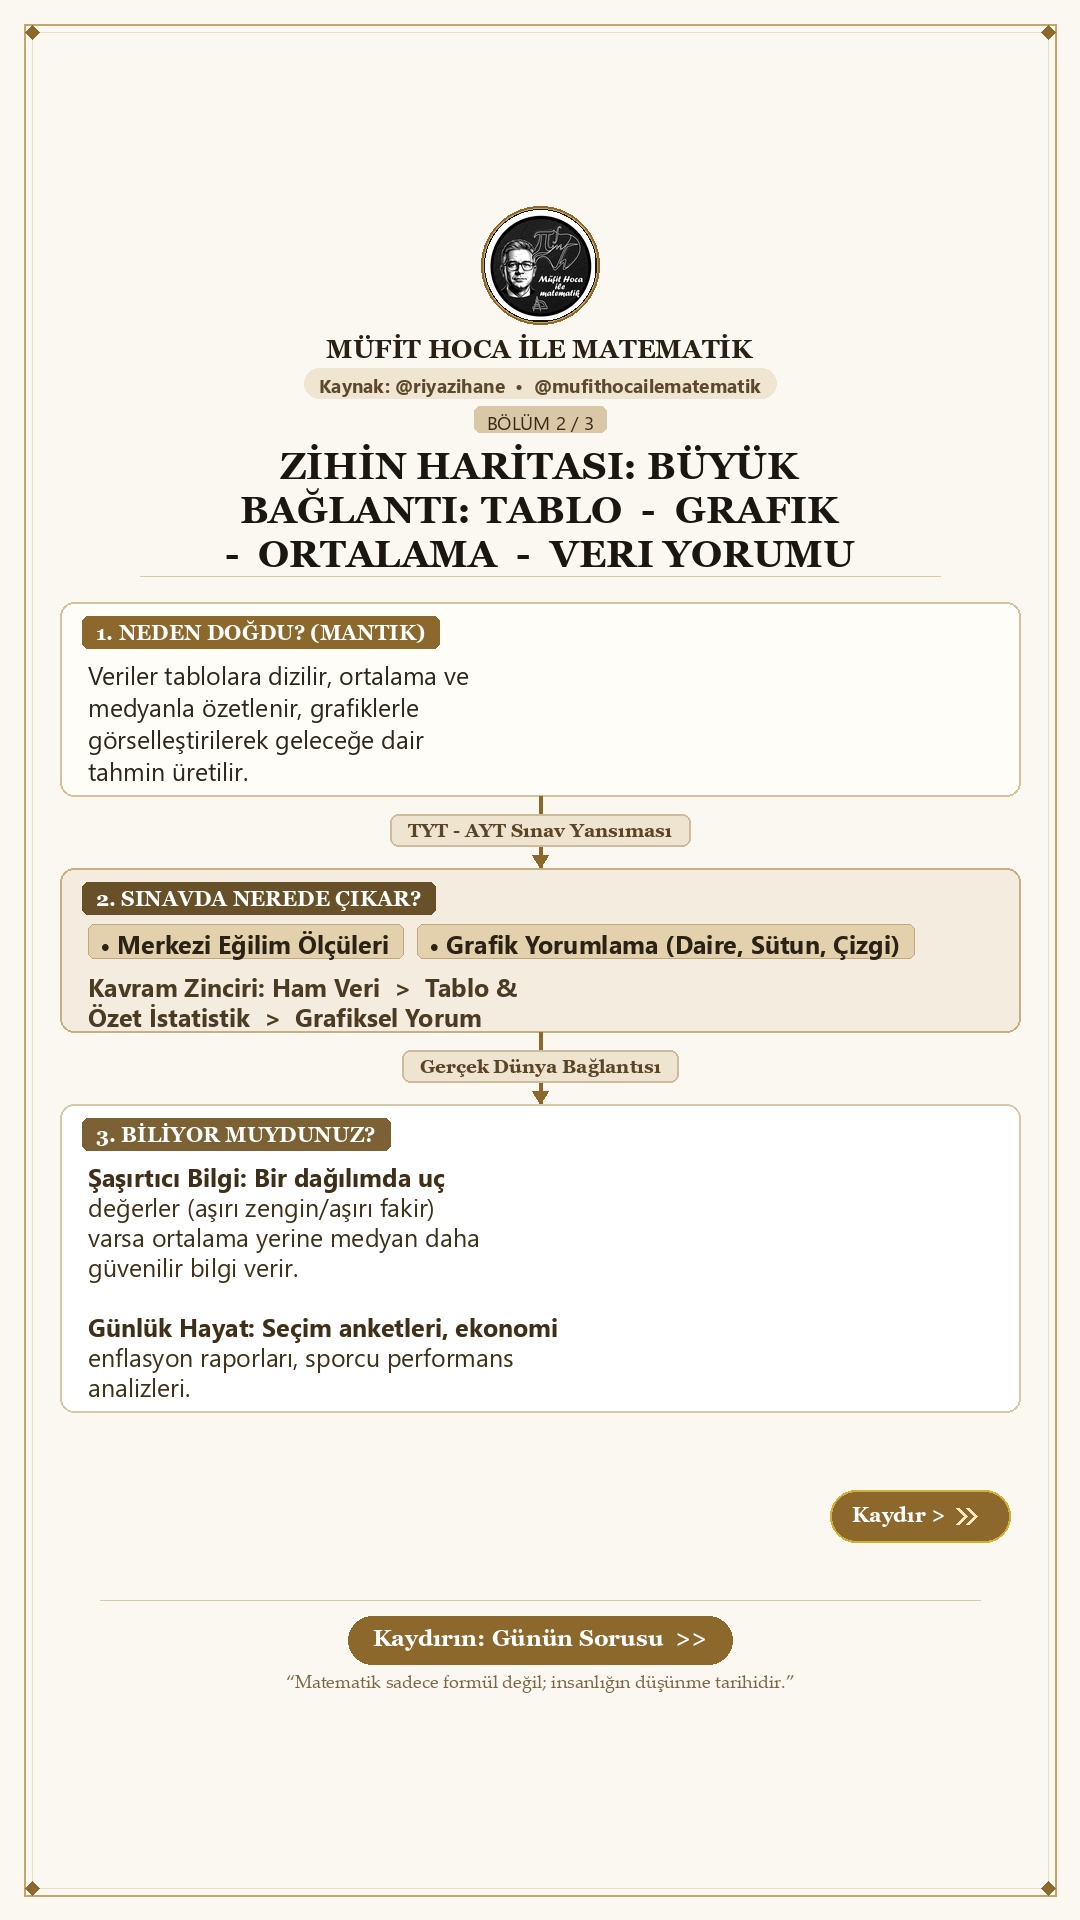 Müfit Hoca
ile
matematik
MÜFİT HOCA İLE MATEMATİK
Kaynak: @riyazihane • @mufithocailematematik
BÖLÜM 2 / 3
ZİHİN HARİTASI: BÜYÜK
BAĞLANTI: TABLO - GRAFIK
- ORTALAMA - VERI YORUMU
1. NEDEN DOĞDU? (MANTIK)
Veriler tablolara dizilir, ortalama ve
medyanla özetlenir, grafiklerle
görselleştirilerek geleceğe dair
tahmin üretilir.
TYT - AYT Sınav Yansıması
2. SINAVDA NEREDE ÇIKAR?
• Merkezi Eğilim Ölçüleri • Grafik Yorumlama (Daire, Sütun, Çizgi)
Kavram Zinciri: Ham Veri > Tablo &
Özet İstatistik > Grafiksel Yorum
Gerçek Dünya Bağlantısı
3. BİLİYOR MUYDUNUZ?
Şaşırtıcı Bilgi: Bir dağılımda uç
değerler (aşırı zengin/aşırı fakir)
varsa ortalama yerine medyan daha
güvenilir bilgi verir.
Günlük Hayat: Seçim anketleri, ekonomi
enflasyon raporları, sporcu performans
analizleri.
Kaydır > »
Kaydırın: Günün Sorusu >>
“Matematik sadece formül değil; insanlığın düşünme tarihidir.”